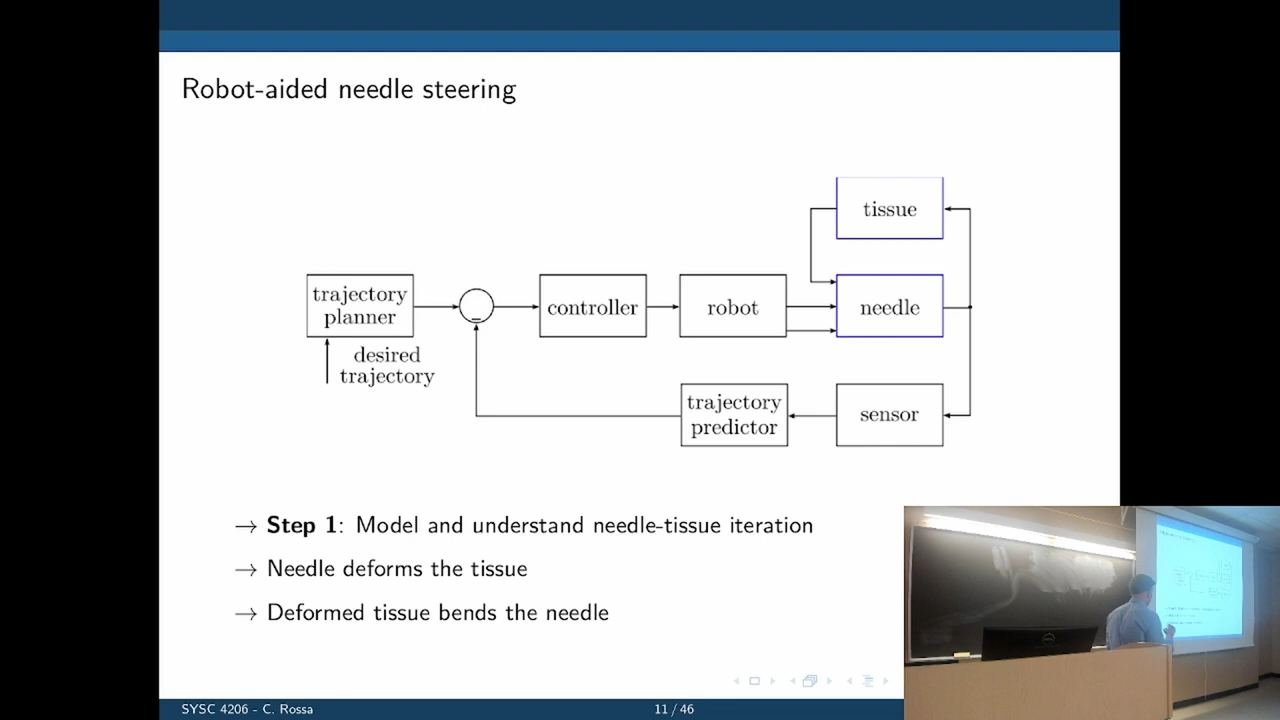 Robot-aided needle steering
tissue
trajectory
planner
controller
robot
needle
desired
trajectory
trajectory
predictor
sensor
→ Step 1: Model and understand needle-tissue iteration
→ Needle deforms the tissue
→ Deformed tissue bends the needle
SYSC 4206 - C. Rossa
11 / 46